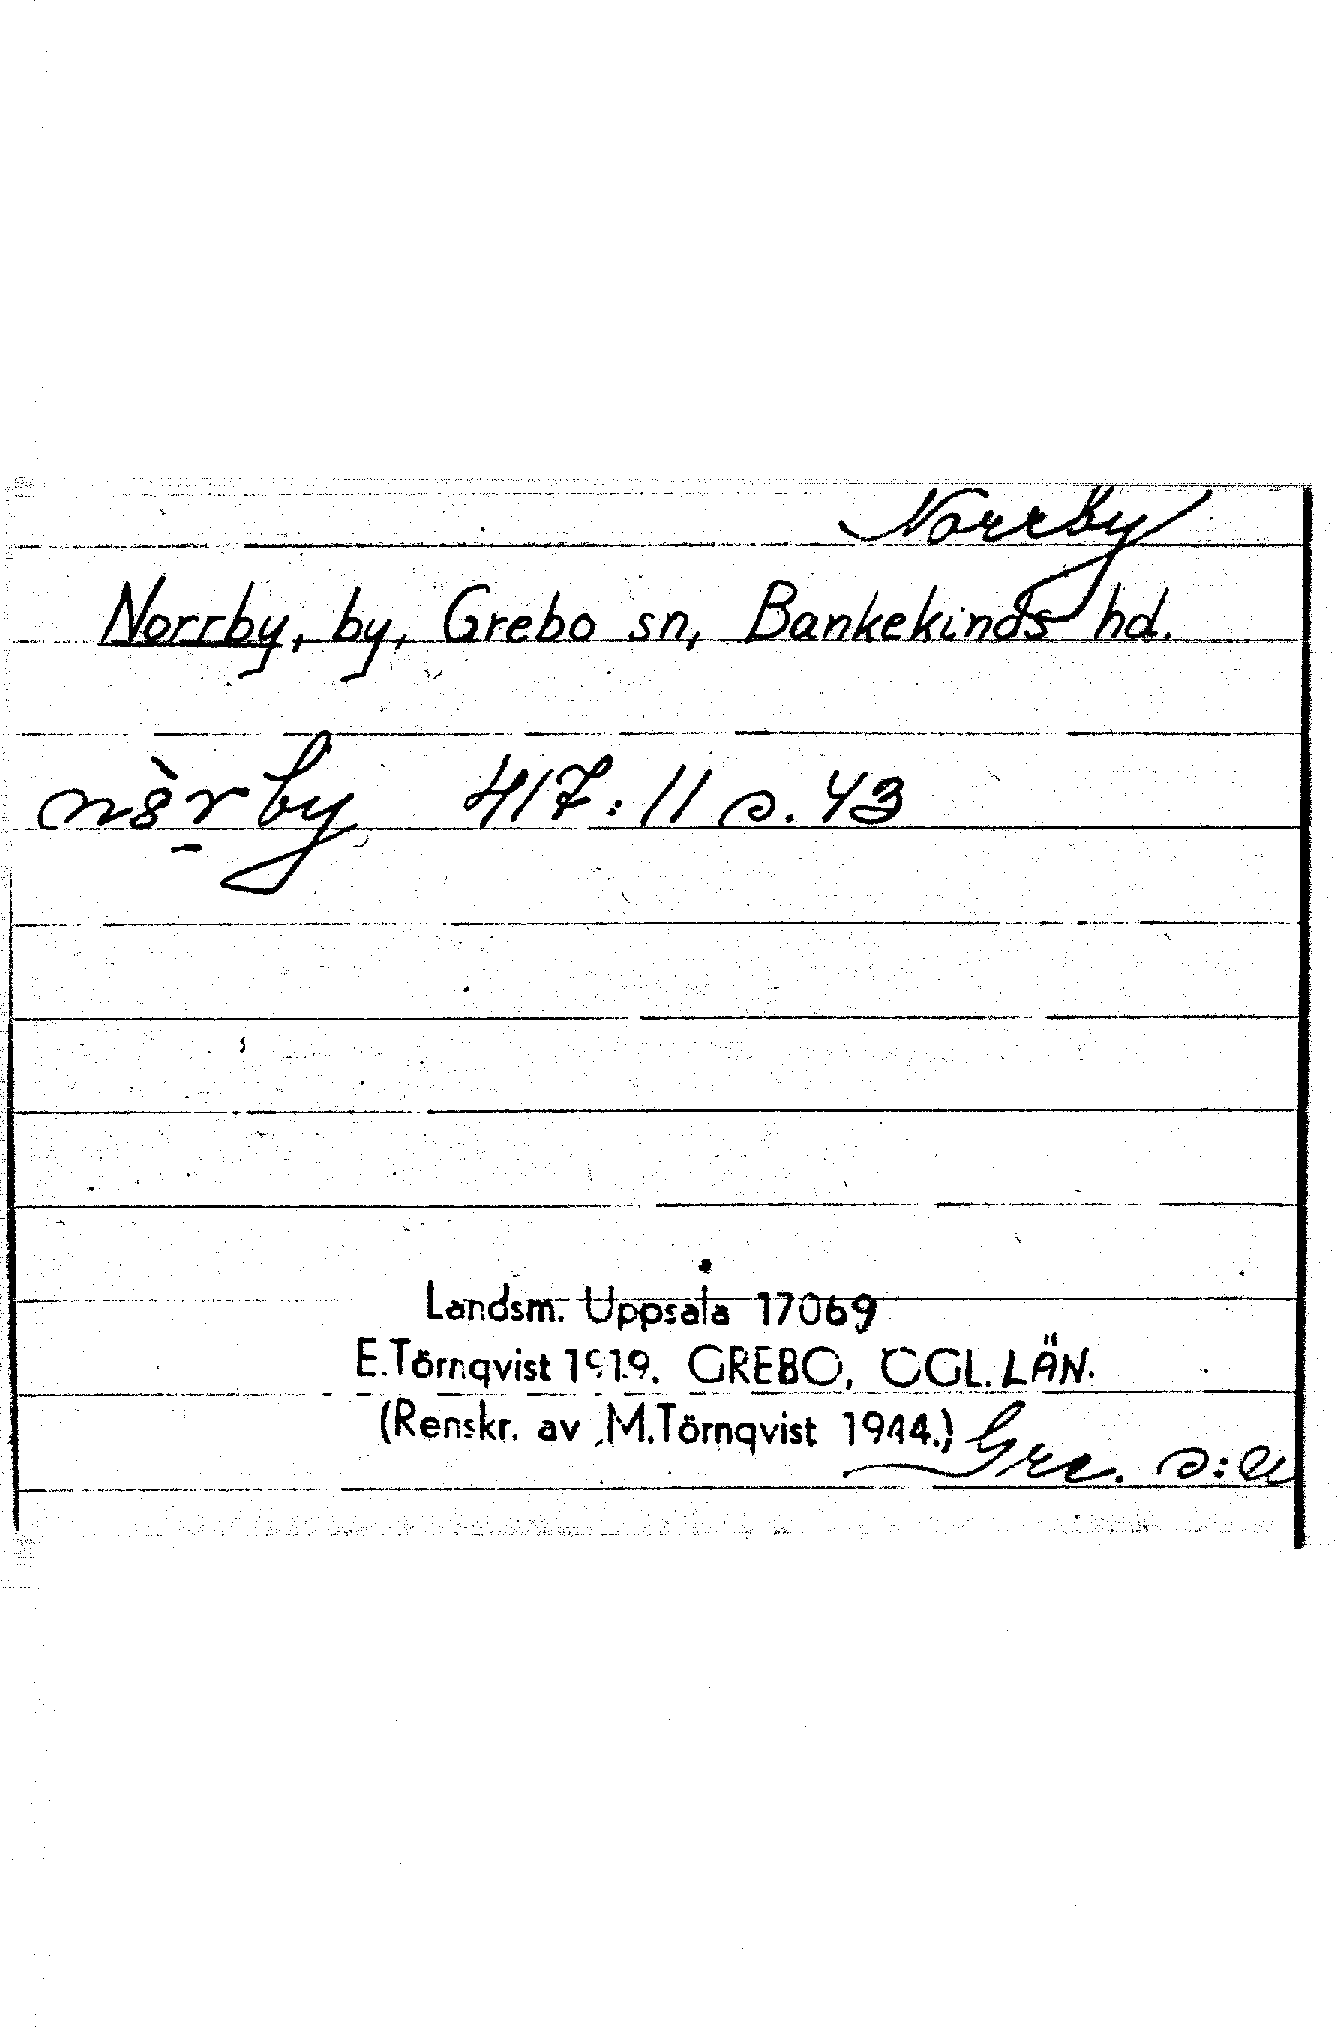 Norrby
Norrby, by, Grebo sn, Bankekinds hd.
417:11 s. 43
Landsm. Uppsala 17069
E.Törnqvist 1919. GREBO, ÖGL. LÄN.
(Renskr. av M.Törnqvist 1944.) Gre. s:a